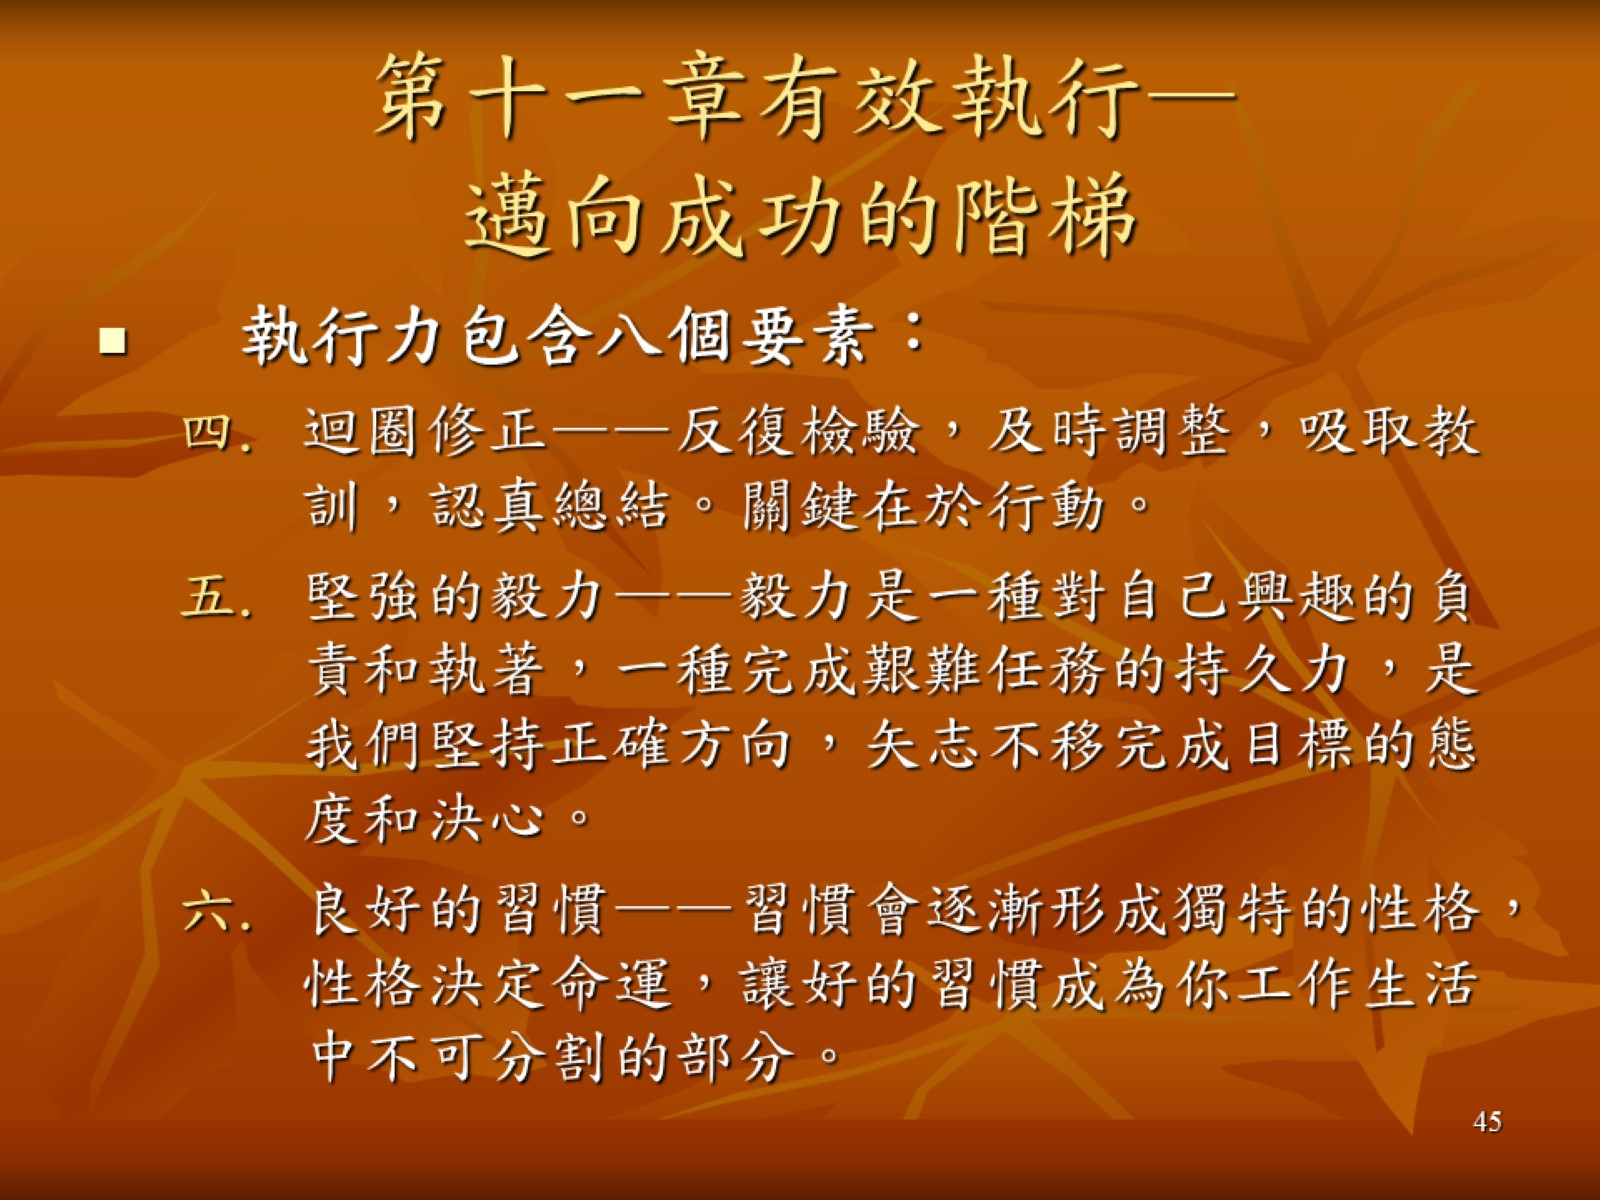 第十一章有效執行—
邁向成功的階梯
■ 執行力包含八個要素：
四. 迴圈修正——反復檢驗，及時調整，吸取教
訓，認真總結。關鍵在於行動。
五. 堅強的毅力——毅力是一種對自己興趣的負
責和執著，一種完成艱難任務的持久力，是
我們堅持正確方向，矢志不移完成目標的態
度和決心。
六. 良好的習慣——習慣會逐漸形成獨特的性格，
性格決定命運，讓好的習慣成為你工作生活
中不可分割的部分。
45